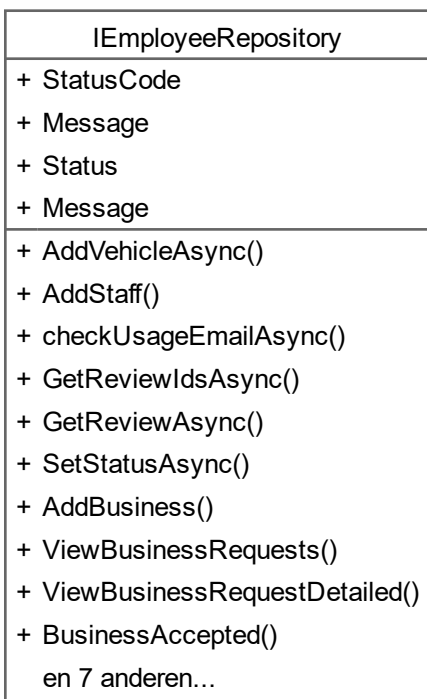 IEmployeeRepository
+ StatusCode
+ Message
+ Status
+ Message
+ AddVehicleAsync()
+ AddStaff()
+ checkUsageEmailAsync()
+ GetReviewIdsAsync()
+ GetReviewAsync()
+ SetStatusAsync()
+ AddBusiness()
+ ViewBusinessRequests()
+ ViewBusinessRequestDetailed()
+ BusinessAccepted()
en 7 anderen...